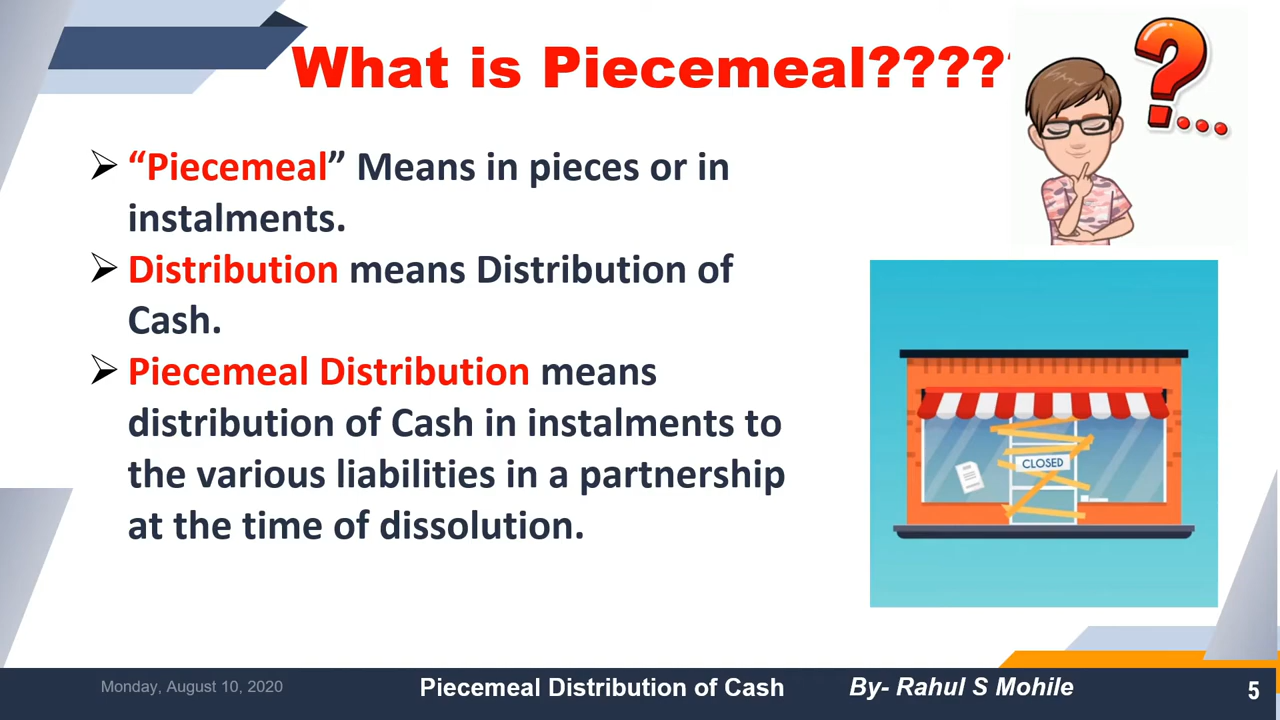 What is Piecemeal?????
?...
➢ “Piecemeal” Means in pieces or in
instalments.
➢ Distribution means Distribution of
Cash.
➢ Piecemeal Distribution means
distribution of Cash in instalments to
the various liabilities in a partnership
at the time of dissolution.
CLOSED
Monday, August 10, 2020
Piecemeal Distribution of Cash
By- Rahul S Mohile
5